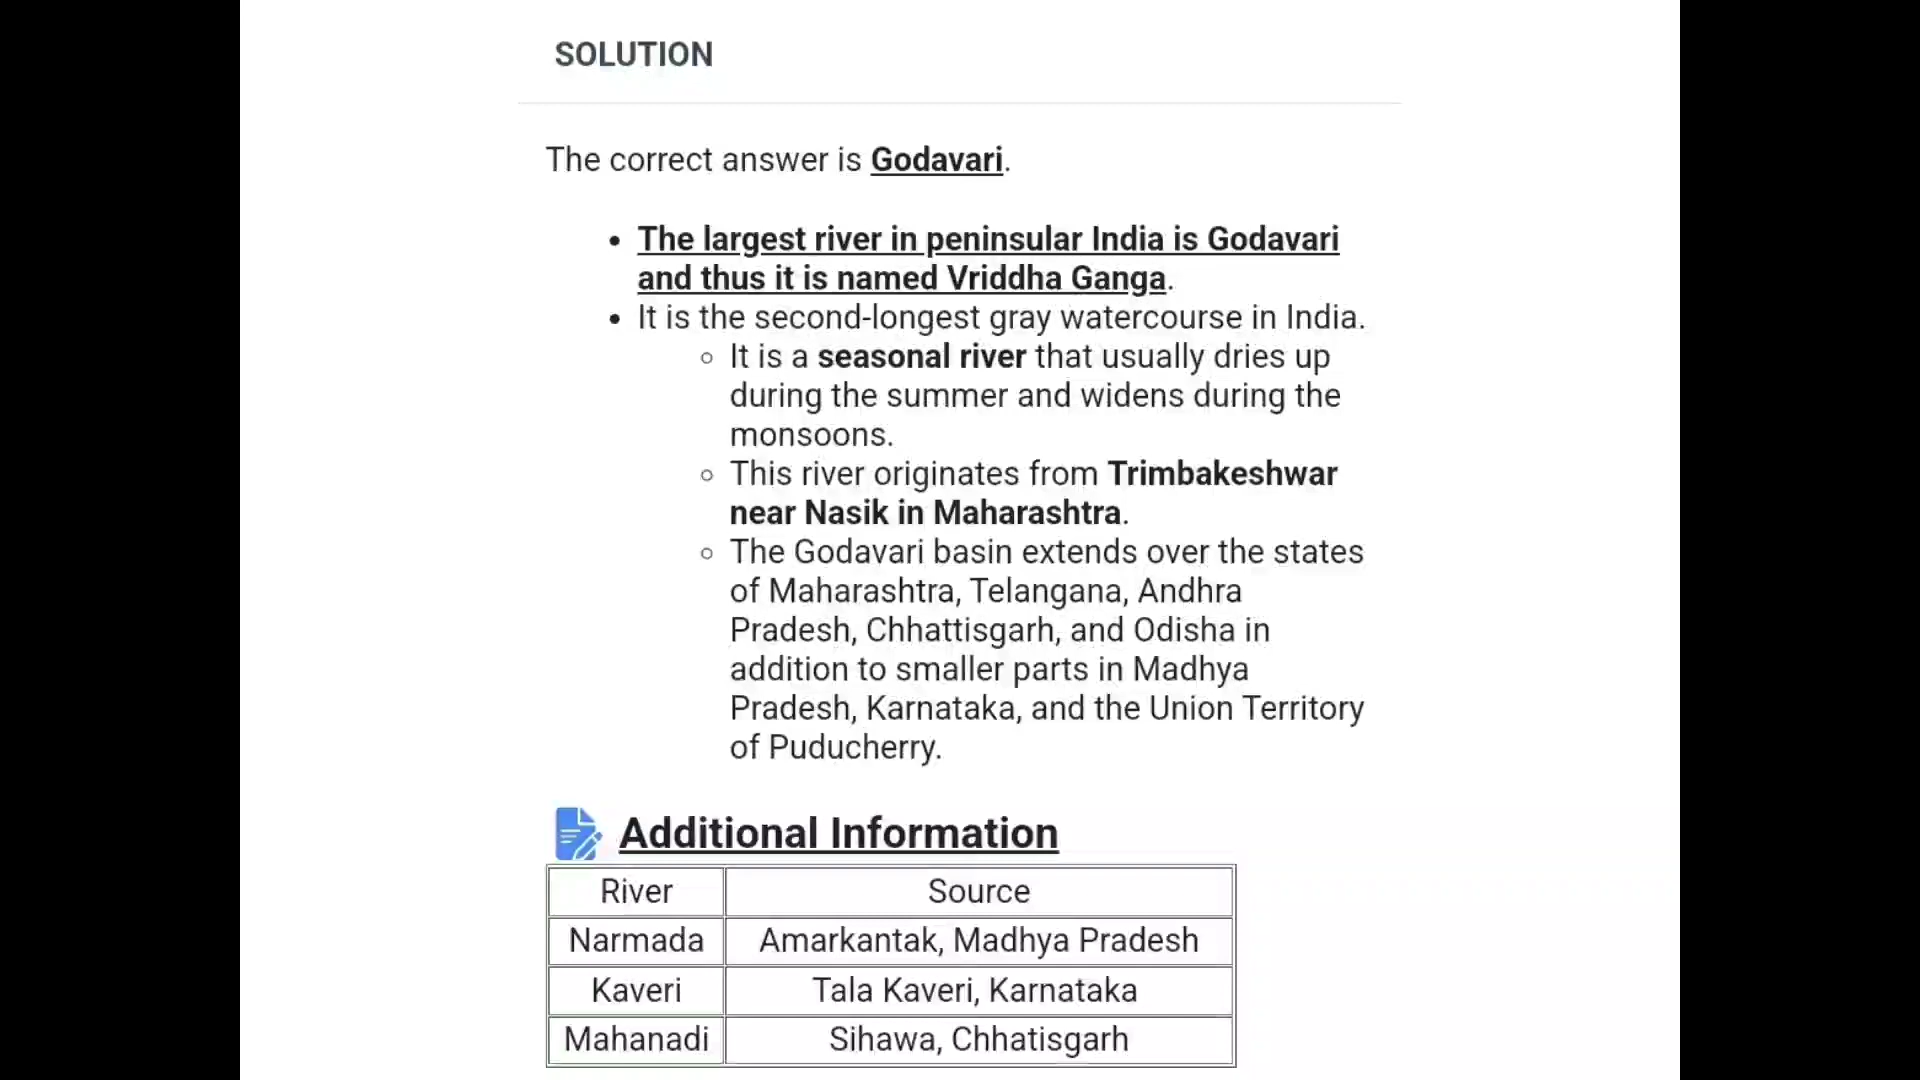 SOLUTION
The correct answer is Godavari.
The largest river in peninsular India is Godavari
and thus it is named Vriddha Ganga.
It is the second-longest gray watercourse in India.
It is a seasonal river that usually dries up
during the summer and widens during the
monsoons.
This river originates from Trimbakeshwar
near Nasik in Maharashtra.
The Godavari basin extends over the states
of Maharashtra, Telangana, Andhra
Pradesh, Chhattisgarh, and Odisha in
addition to smaller parts in Madhya
Pradesh, Karnataka, and the Union Territory
of Puducherry.
Additional Information
River Source
Narmada Amarkantak, Madhya Pradesh
Kaveri Tala Kaveri, Karnataka
Mahanadi Sihawa, Chhatisgarh